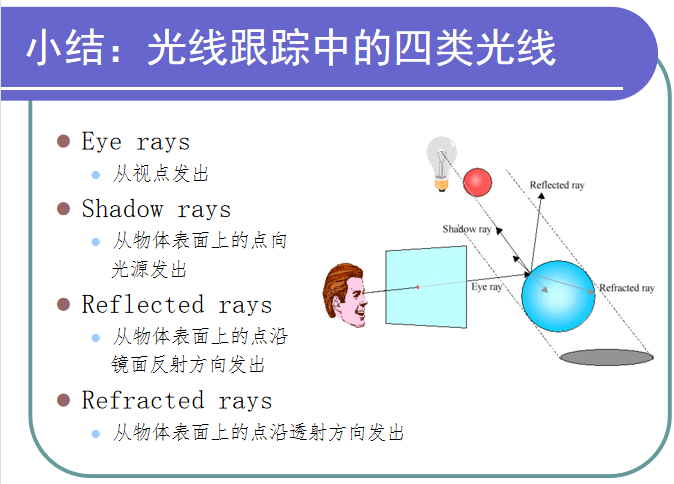 小结：光线跟踪中的四类光线
Eye rays
从视点发出
Shadow rays
从物体表面上的点向
光源发出
Reflected rays
从物体表面上的点沿
镜面反射方向发出
Refracted rays
从物体表面上的点沿透射方向发出
Reflected ray
Shadow ray
Eye ray
Refracted ray